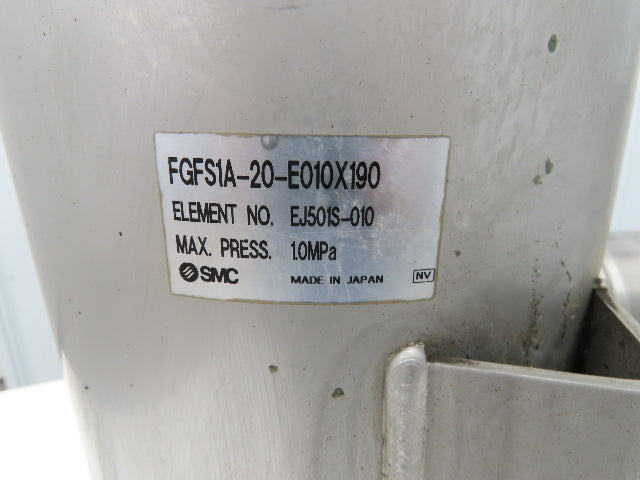 FGFS1A-20-E010X190
ELEMENT NO. EJ501S-010
MAX. PRESS. 1.0MPa
SMC MADE IN JAPAN NV